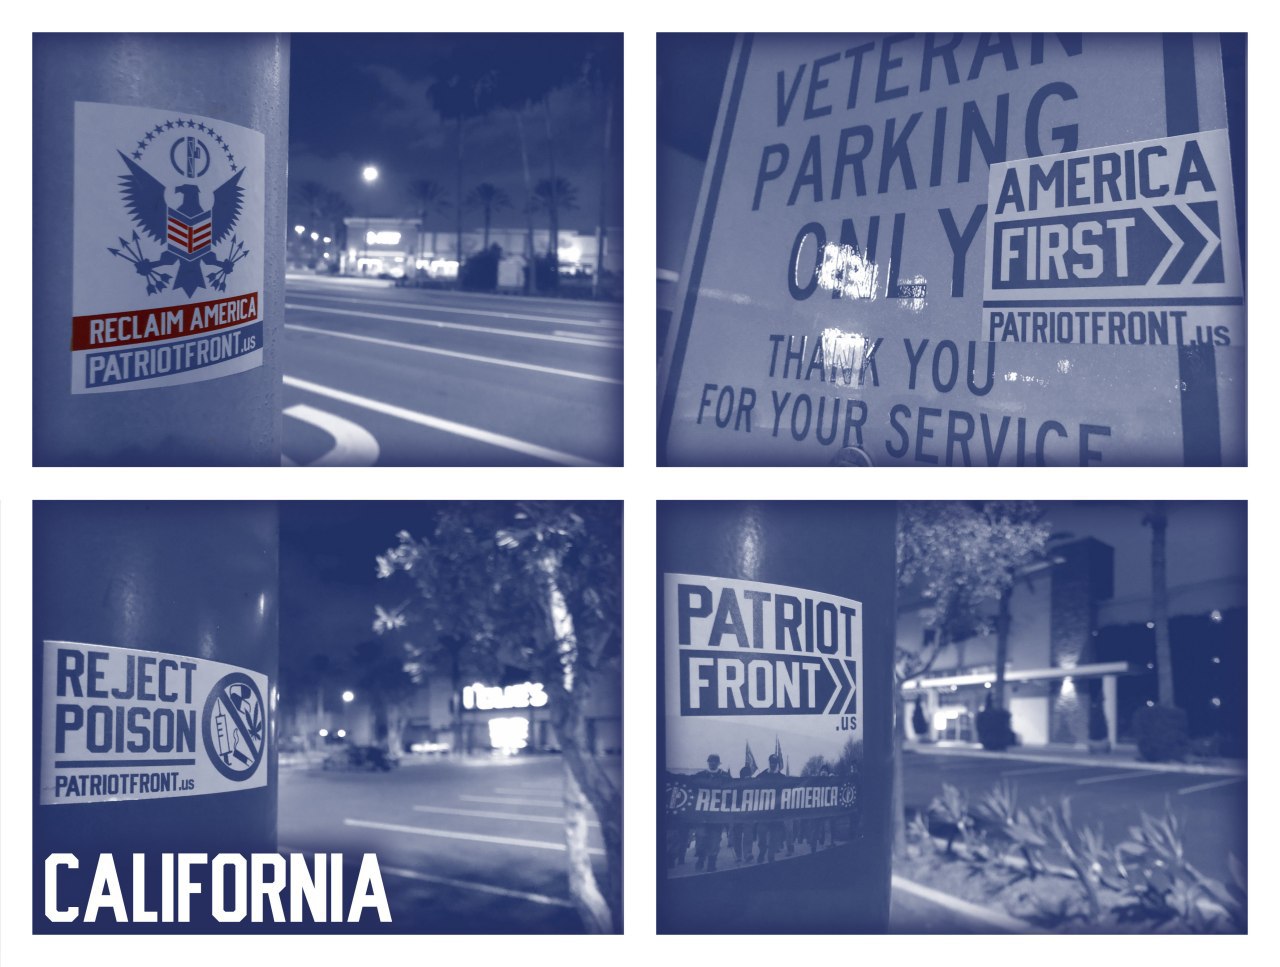 RECLAIM AMERICA
PATRIOTFRONT.us
VETERAN
PARKING
ONLY
THANK YOU
FOR YOUR SERVICE
AMERICA
FIRST
PATRIOTFRONT.us
REJECT
POISON
PATRIOTFRONT.us
CALIFORNIA
PATRIOT
FRONT
.us
RECLAIM AMERICA